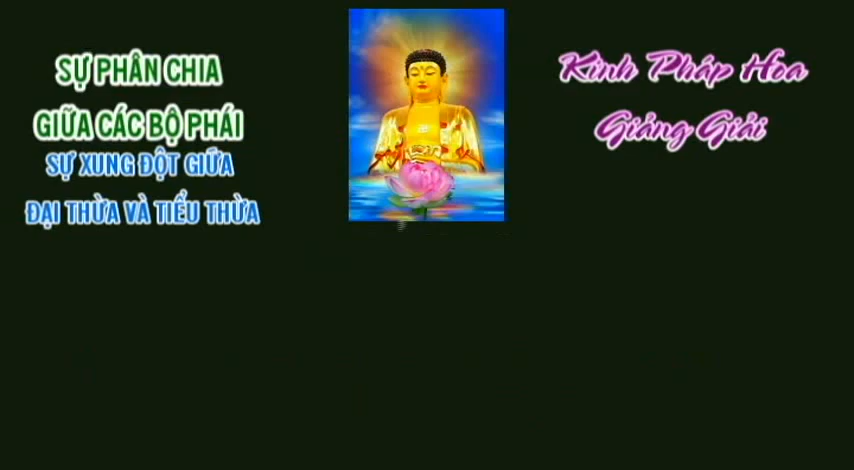 SỰ PHÂN CHIA
GIỮA CÁC BỘ PHÁI
SỰ XUNG ĐỘT GIỮA
ĐẠI THỪA VÀ TIỂU THỪA
Kinh Pháp Hoa
Giảng Giải